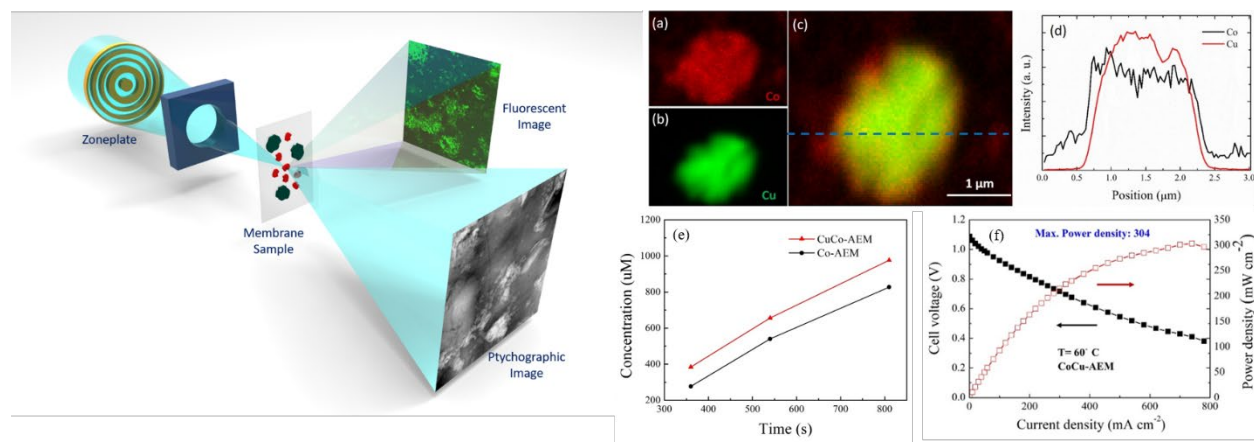 Zoneplate
Membrane
Sample
Fluorescent
Image
Ptychographic
Image
(a)
Co
(b)
Cu
(c)
1 µm
(d)
Co
Cu
Intensity (a. u.)
0.0 0.5 1.0 1.5 2.0 2.5 3.0
Position (µm)
(e)
CuCo-AEM
Co-AEM
Concentration (uM)
1200
1000
800
600
400
200
300 400 500 600 700 800 900
Time (s)
(f)
Max. Power density: 304
T= 60° C
CoCu-AEM
Cell voltage (V)
1.2
1.0
0.8
0.6
0.4
0.2
0.0
0 200 400 600 800
Current density (mA cm-2)
350
300
250
200
150
100
50
0
Power density (mW cm-2)